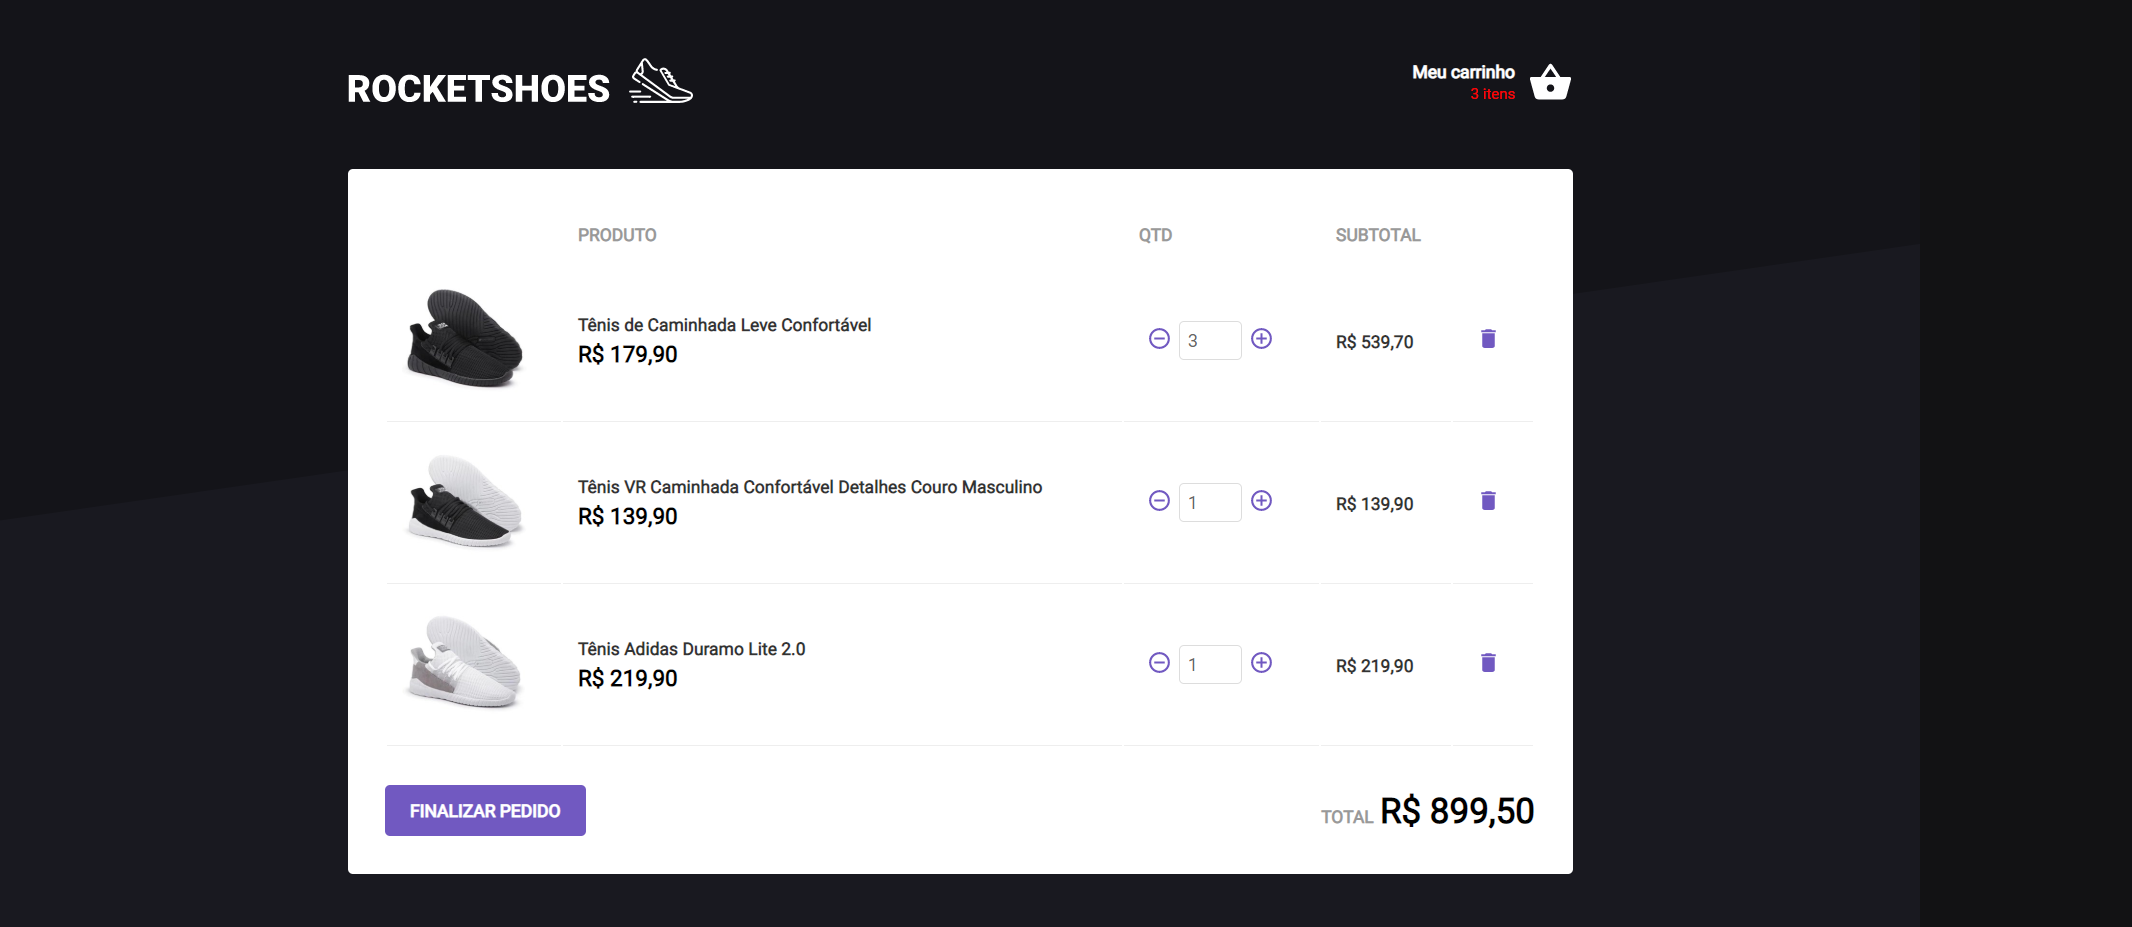 ROCKETSHOES
Meu carrinho
3 itens
PRODUTO QTD SUBTOTAL
Tênis de Caminhada Leve Confortável
R$ 179,90
3
R$ 539,70
Tênis VR Caminhada Confortável Detalhes Couro Masculino
R$ 139,90
1
R$ 139,90
Tênis Adidas Duramo Lite 2.0
R$ 219,90
1
R$ 219,90
FINALIZAR PEDIDO
TOTAL R$ 899,50